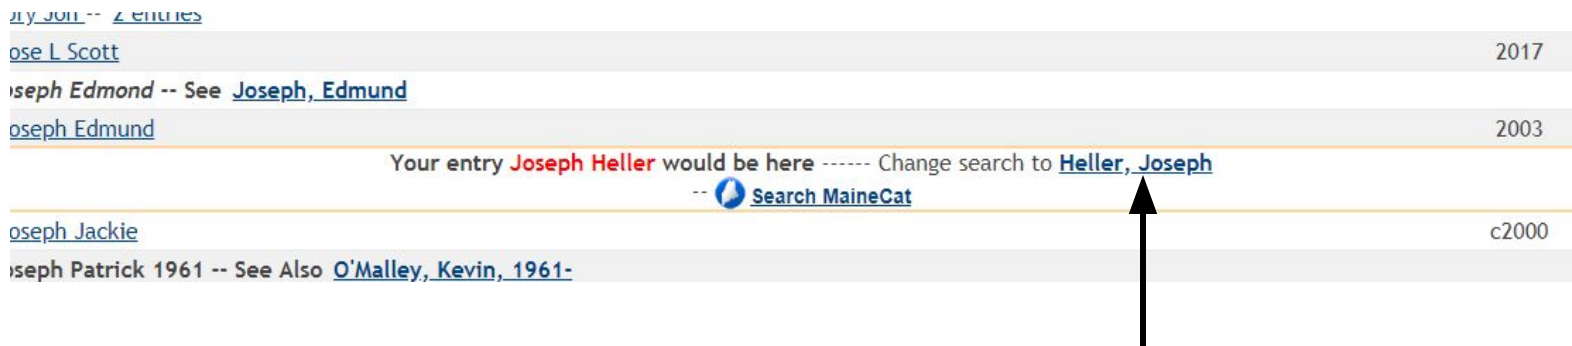 ory Jon -- 2 entries
ose L Scott 2017
seph Edmond -- See Joseph, Edmund
oseph Edmund 2003
Your entry Joseph Heller would be here ------ Change search to Heller, Joseph
-- Search MaineCat
oseph Jackie c2000
seph Patrick 1961 -- See Also O'Malley, Kevin, 1961-